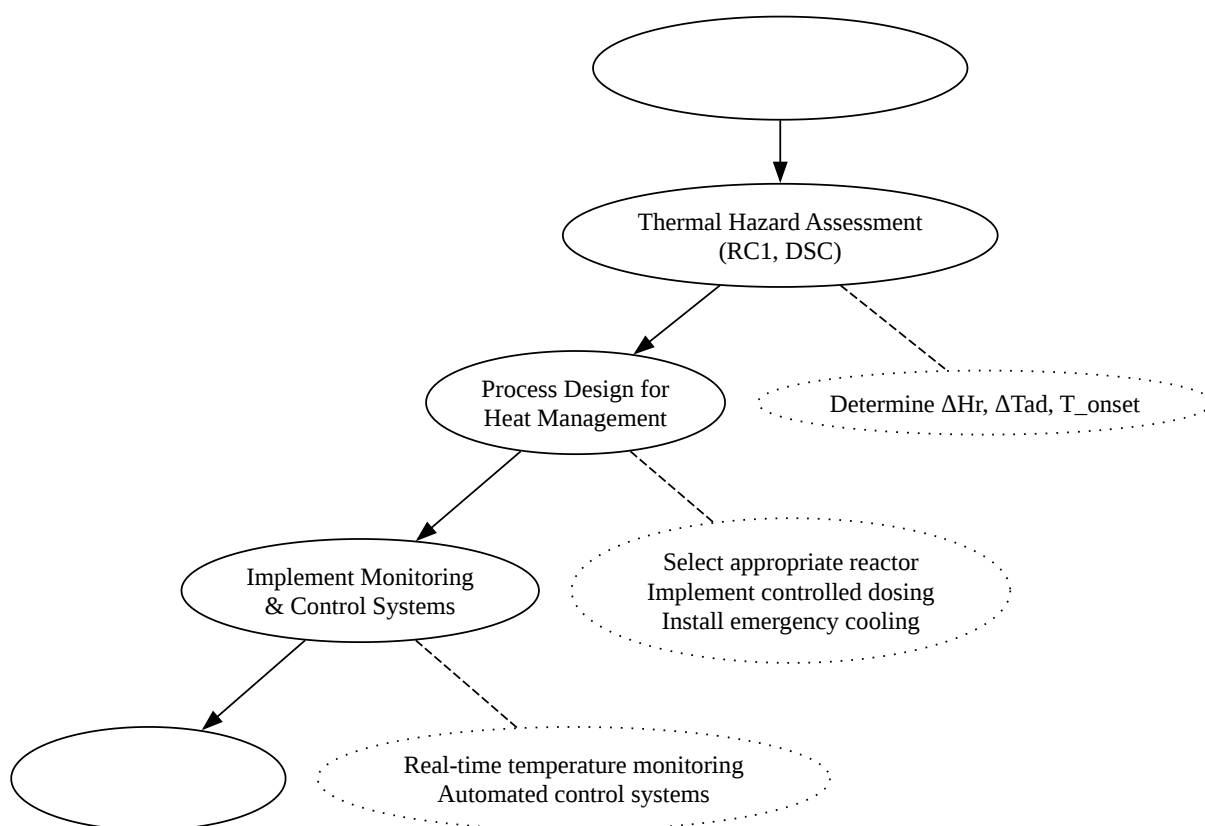 Thermal Hazard Assessment
(RC1, DSC)
Process Design for
Heat Management
Determine ΔHr, ΔTad, T_onset
Implement Monitoring
& Control Systems
Select appropriate reactor
Implement controlled dosing
Install emergency cooling
Real-time temperature monitoring
Automated control systems